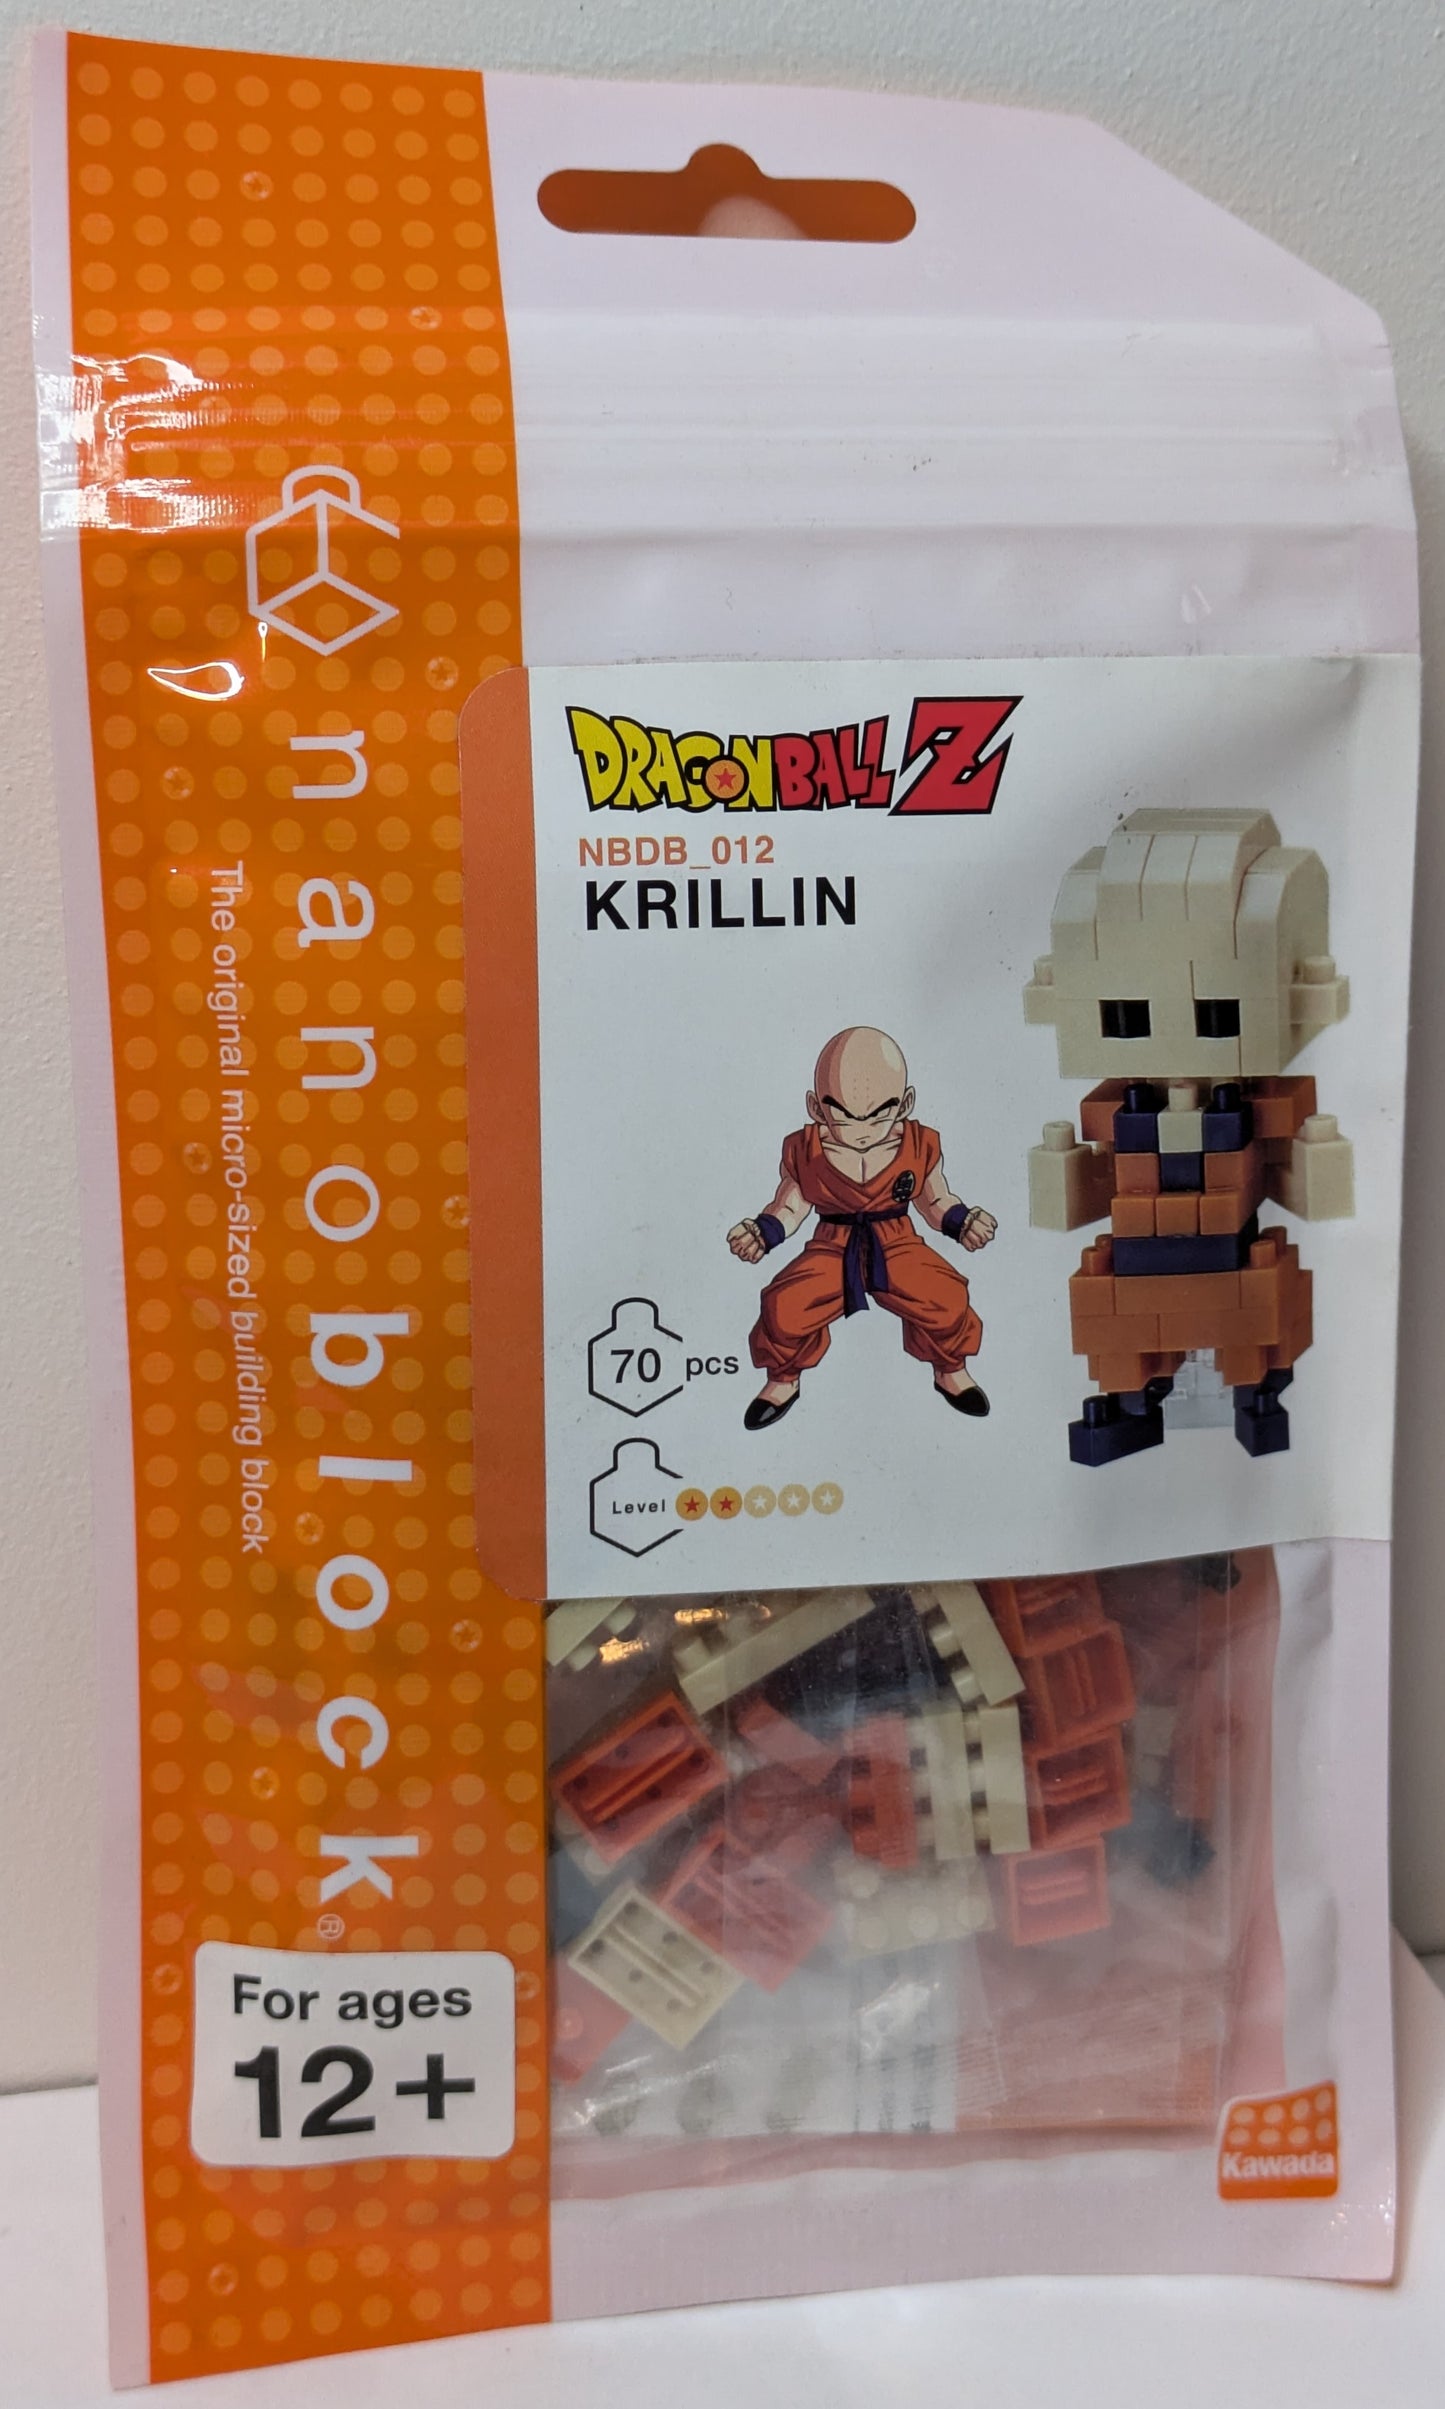 nanoblock®
The original micro-sized building block
DRAGON BALL Z
NBDB_012
KRILLIN
70 pcs
Level
For ages
12+
Kawada